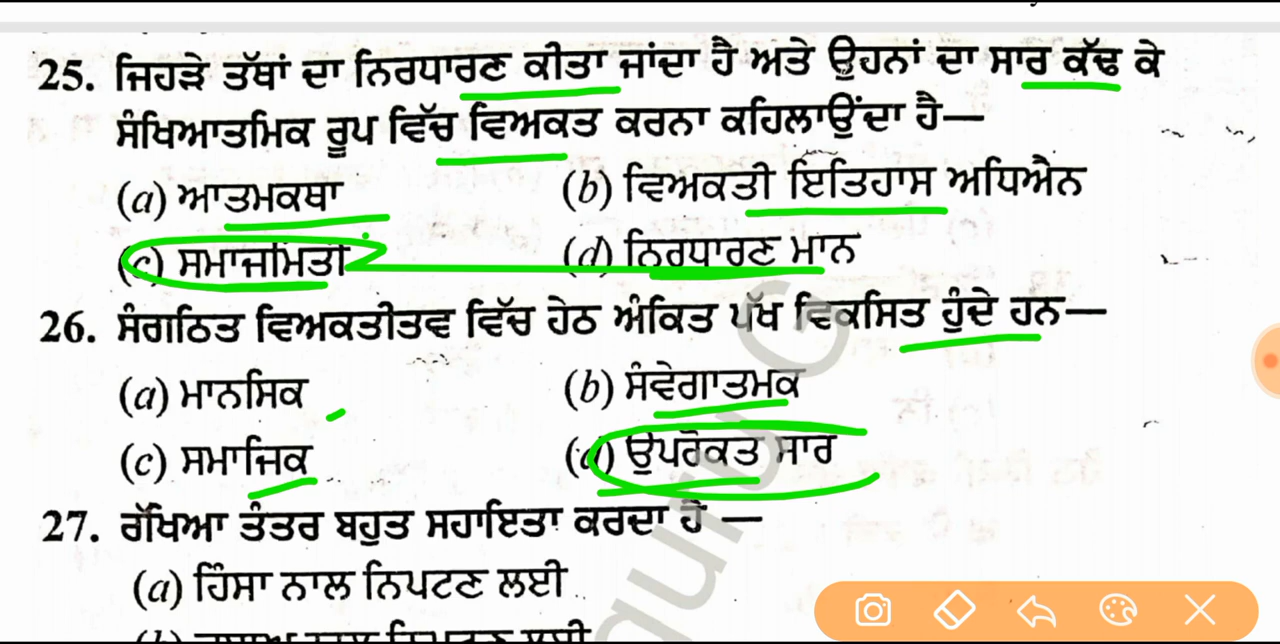 25. ਜਿਹੜੇ ਤੱਥਾਂ ਦਾ ਨਿਰਧਾਰਣ ਕੀਤਾ ਜਾਂਦਾ ਹੈ ਅਤੇ ਉਹਨਾਂ ਦਾ ਸਾਰ ਕੱਢ ਕੇ
ਸੰਖਿਆਤਮਿਕ ਰੂਪ ਵਿੱਚ ਵਿਅਕਤ ਕਰਨਾ ਕਹਿਲਾਉਂਦਾ ਹੈ—
(a) ਆਤਮਕਥਾ (b) ਵਿਅਕਤੀ ਇਤਿਹਾਸ ਅਧਿਐਨ
(c) ਸਮਾਜਮਿਤੀ (d) ਨਿਰਧਾਰਣ ਮਾਨ
26. ਸੰਗਠਿਤ ਵਿਅਕਤੀਤਵ ਵਿੱਚ ਹੇਠ ਅੰਕਿਤ ਪੱਖ ਵਿਕਸਿਤ ਹੁੰਦੇ ਹਨ—
(a) ਮਾਨਸਿਕ (b) ਸੰਵੇਗਾਤਮਕ
(c) ਸਮਾਜਿਕ (d) ਉਪਰੋਕਤ ਸਾਰ
27. ਰੱਖਿਆ ਤੰਤਰ ਬਹੁਤ ਸਹਾਇਤਾ ਕਰਦਾ ਹੈ —
(a) ਹਿੰਸਾ ਨਾਲ ਨਿਪਟਣ ਲਈ
guru G